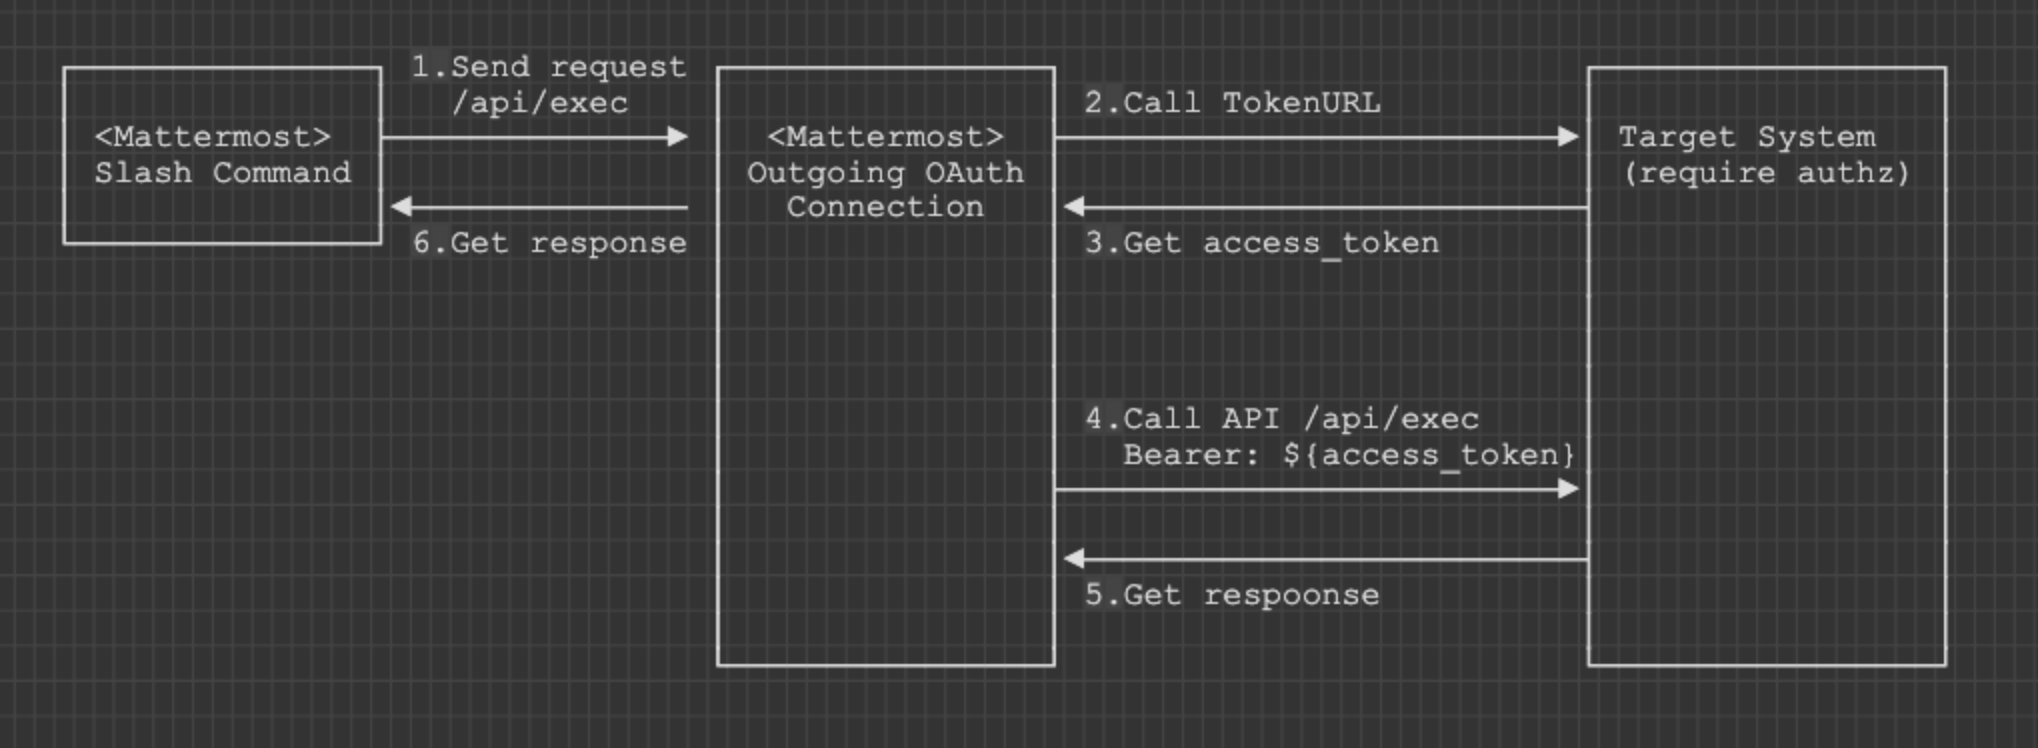 <Mattermost>
Slash Command
1.Send request
/api/exec
6.Get response
<Mattermost>
Outgoing OAuth
Connection
2.Call TokenURL
3.Get access_token
4.Call API /api/exec
Bearer: ${access_token}
5.Get respoonse
Target System
(require authz)